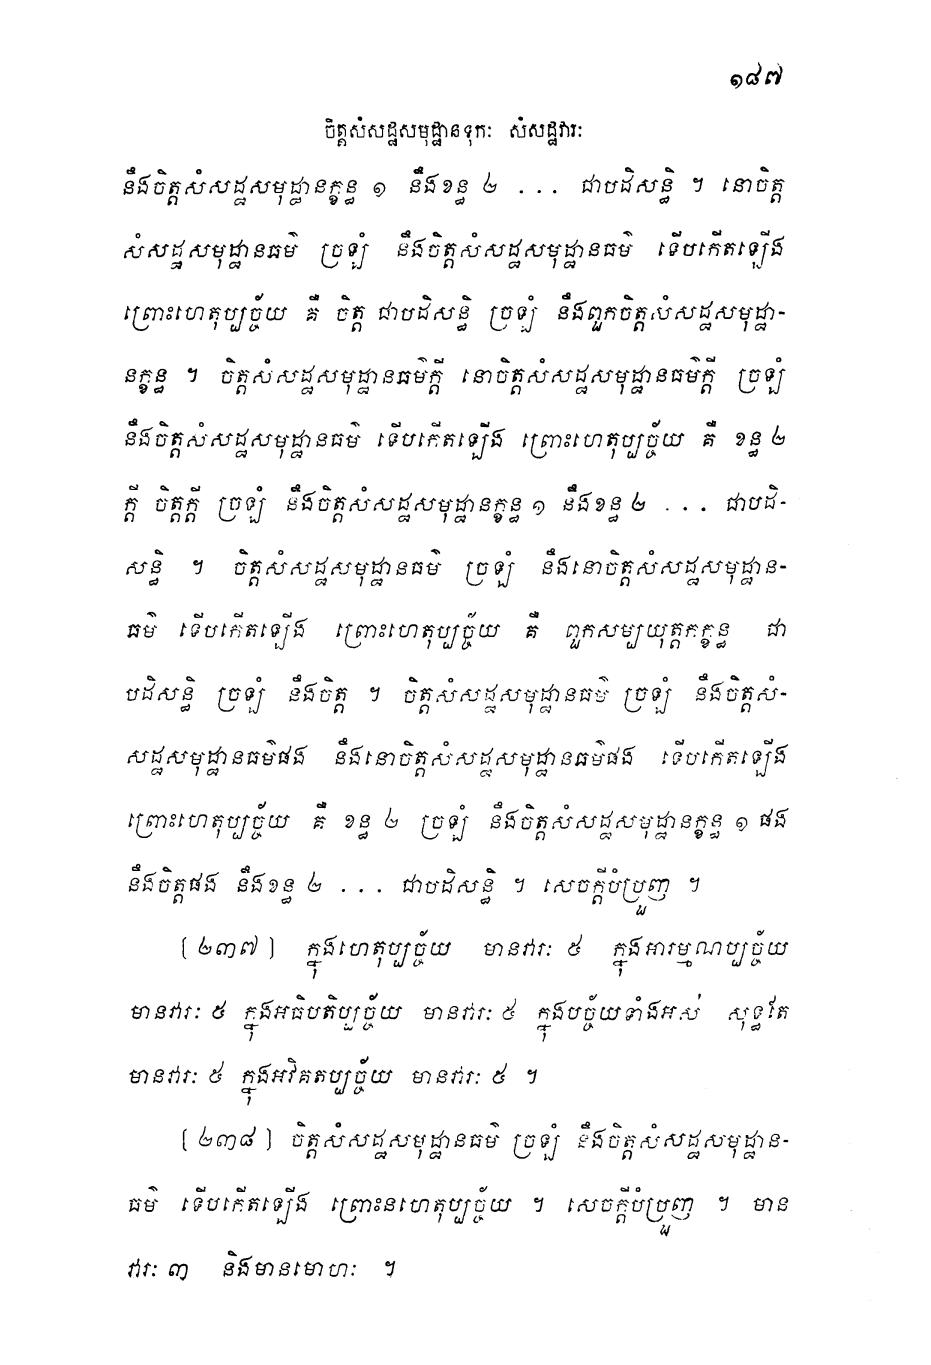 ១៨៧
ចិត្តសំសដ្ឋសមុដ្ឋានទុកៈ សំសដ្ឋវារៈ
នឹងចិត្តសំសដ្ឋសមុដ្ឋានក្ខន្ធ ១ នឹងខន្ធ ២ ... ជាបដិសន្ធិ ។ នោចិត្ត
សំសដ្ឋសមុដ្ឋានធម៌ ច្រឡំ នឹងចិត្តសំសដ្ឋសមុដ្ឋានធម៌ ទើបកើតឡើង
ព្រោះហេតុប្បច្ច័យ គឺ ចិត្ត ជាបដិសន្ធិ ច្រឡំ នឹងពួកចិត្តសំសដ្ឋសមុដ្ឋា-
នក្ខន្ធ ។ ចិត្តសំសដ្ឋសមុដ្ឋានធម៌ក្តី នោចិត្តសំសដ្ឋសមុដ្ឋានធម៌ក្តី ច្រឡំ
នឹងចិត្តសំសដ្ឋសមុដ្ឋានធម៌ ទើបកើតឡើង ព្រោះហេតុប្បច្ច័យ គឺ ខន្ធ ២
ក្តី ចិត្តក្តី ច្រឡំ នឹងចិត្តសំសដ្ឋសមុដ្ឋានក្ខន្ធ ១ នឹងខន្ធ ២ ... ជាបដិ-
សន្ធិ ។ ចិត្តសំសដ្ឋសមុដ្ឋានធម៌ ច្រឡំ នឹងនោចិត្តសំសដ្ឋសមុដ្ឋាន-
ធម៌ ទើបកើតឡើង ព្រោះហេតុប្បច្ច័យ គឺ ពួកសម្បយុត្តកក្ខន្ធ ជា
បដិសន្ធិ ច្រឡំ នឹងចិត្ត ។ ចិត្តសំសដ្ឋសមុដ្ឋានធម៌ ច្រឡំ នឹងចិត្តសំ-
សដ្ឋសមុដ្ឋានធម៌ផង នឹងនោចិត្តសំសដ្ឋសមុដ្ឋានធម៌ផង ទើបកើតឡើង
ព្រោះហេតុប្បច្ច័យ គឺ ខន្ធ ២ ច្រឡំ នឹងចិត្តសំសដ្ឋសមុដ្ឋានក្ខន្ធ ១ ផង
នឹងចិត្តផង នឹងខន្ធ ២ ... ជាបដិសន្ធិ ។ សេចក្តីបំប្រួញ ។
[២៣៧] ក្នុងហេតុប្បច្ច័យ មានវារៈ ៥ ក្នុងអារម្មណប្បច្ច័យ
មានវារៈ ៥ ក្នុងអធិបតិប្បច្ច័យ មានវារៈ ៥ ក្នុងបច្ច័យទាំងអស់ សុទ្ធតែ
មានវារៈ ៥ ក្នុងអវិគតប្បច្ច័យ មានវារៈ ៥ ។
[២៣៨] ចិត្តសំសដ្ឋសមុដ្ឋានធម៌ ច្រឡំ នឹងចិត្តសំសដ្ឋសមុដ្ឋាន-
ធម៌ ទើបកើតឡើង ព្រោះនហេតុប្បច្ច័យ ។ សេចក្តីបំប្រួញ ។ មាន
វារៈ ៣ និងមានមោហៈ ។